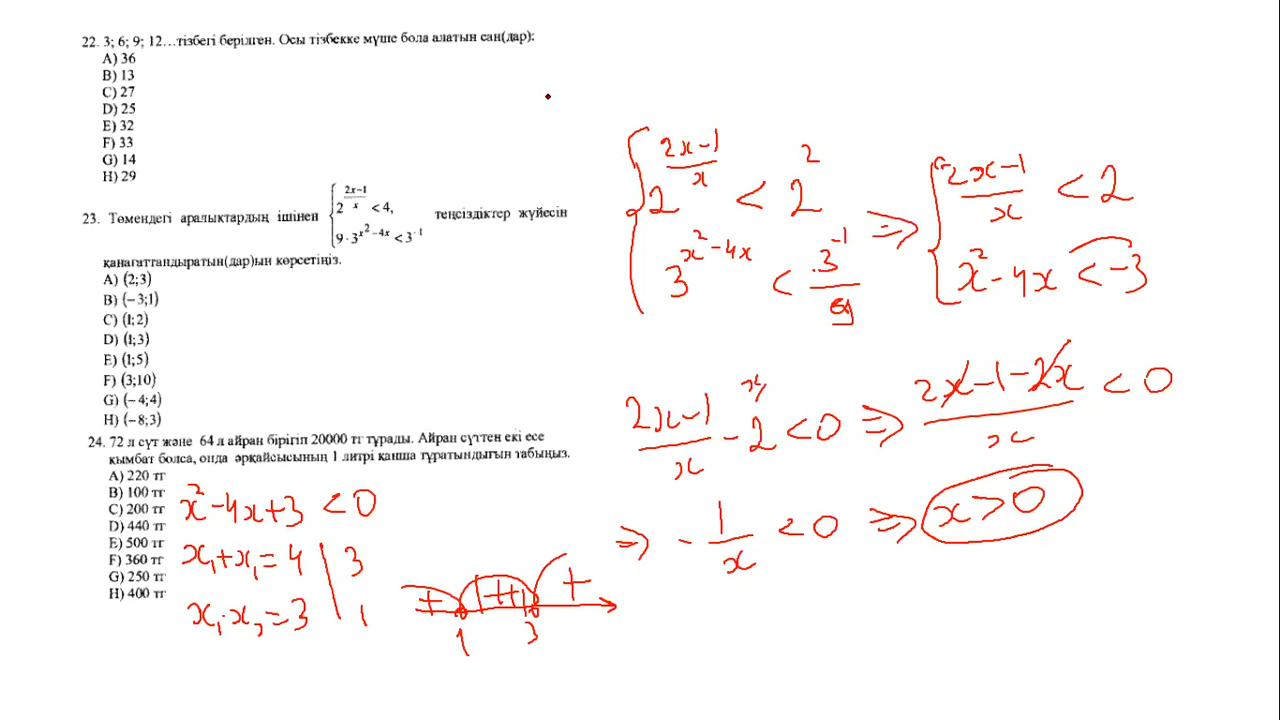 22. 3; 6; 9; 12…тізбегі берілген. Осы тізбекке мүше бола алатын сан(дар):
A) 36
B) 13
C) 27
D) 25
E) 32
F) 33
G) 14
H) 29
23. Төмендегі аралықтардың ішінен { 2^((2x−1)/x) < 4, 9·3^(x²−4x) < 3^(-1) теңсіздіктер жүйесін
қанағаттандыратын(дар)ын көрсетіңіз.
A) (2;3)
B) (−3;1)
C) (1;2)
D) (1;3)
E) (1;5)
F) (3;10)
G) (−4;4)
H) (−8;3)
24. 72 л сүт және 64 л айран бірігіп 20000 тг тұрады. Айран сүттен екі есе
қымбат болса, онда әрқайсысының 1 литрі қанша тұратындығын табыңыз.
A) 220 тг
B) 100 тг
C) 200 тг
D) 440 тг
E) 500 тг
F) 360 тг
G) 250 тг
H) 400 тг
x² − 4x + 3 < 0
x₁ + x₁ = 4 | 3
x₁ · x₂ = 3 | 1
+ + +
1 3
{ 2^((2x−1)/x) < 2² ⇒ { (2x−1)/x < 2
3^(x²−4x) < 3^(-1)/9 x² − 4x < −3
(2x−1)/x − 2 < 0 ⇒ (2x−1−2x)/x < 0
⇒ −1/x < 0 ⇒ x > 0